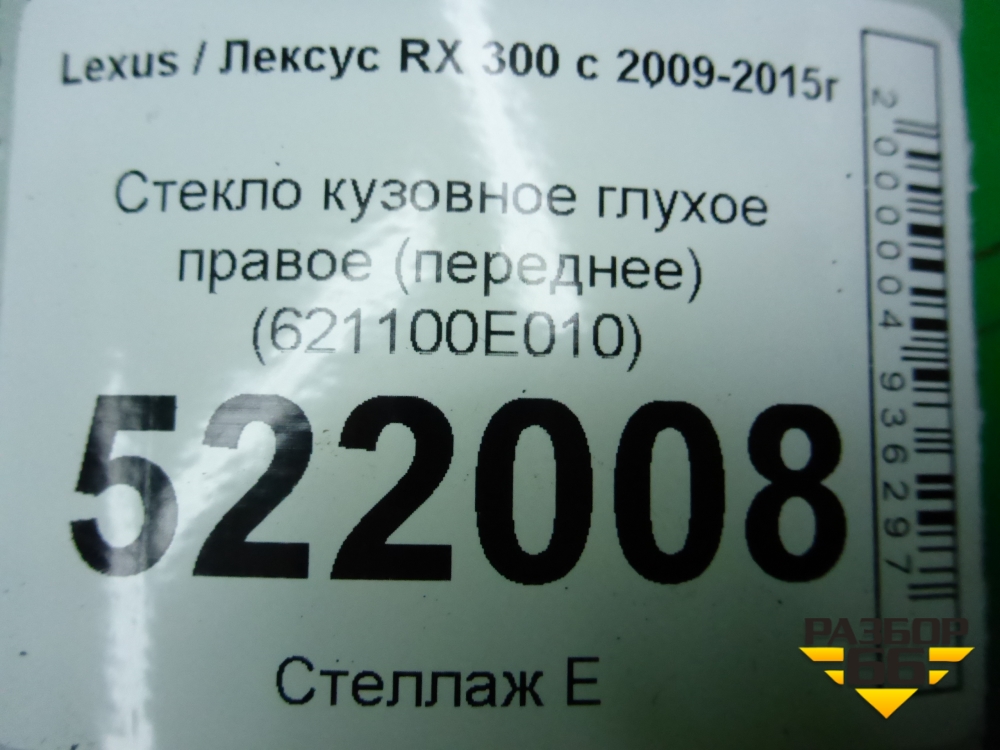 Lexus / Лексус RX 300 с 2009-2015г
Стекло кузовное глухое
правое (переднее)
(621100E010)
522008
Стеллаж Е
2000004936297
РАЗБОР
66